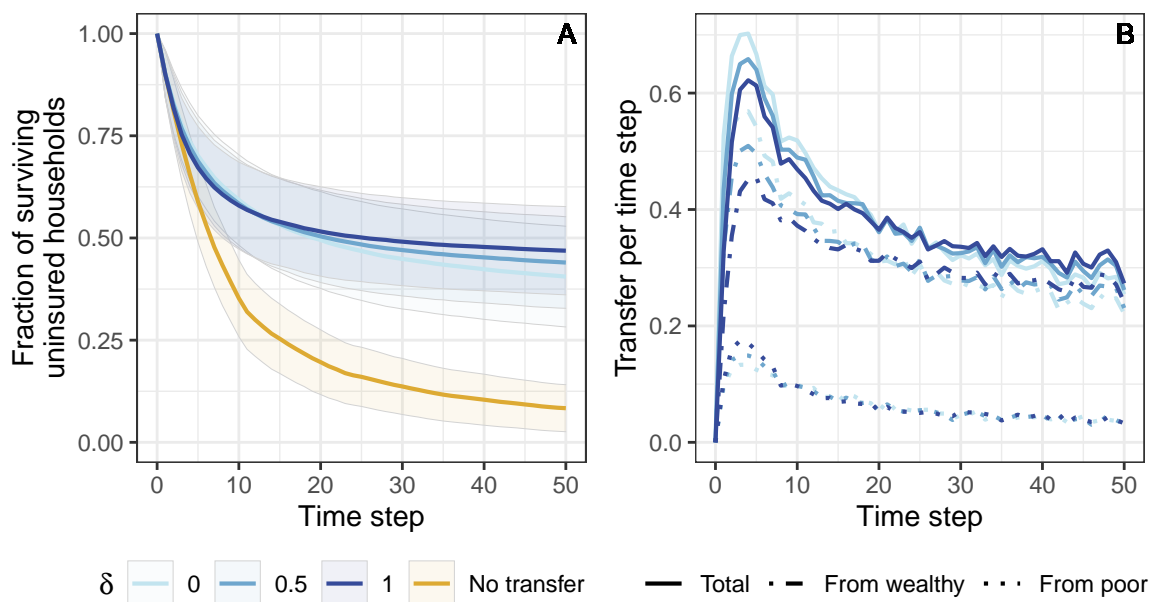 A
1.00
0.75
0.50
0.25
0.00
Fraction of surviving
uninsured households
0 10 20 30 40 50
Time step
B
0.6
0.4
0.2
0.0
Transfer per time step
0 10 20 30 40 50
Time step
δ 0 0.5 1 No transfer
Total From wealthy From poor